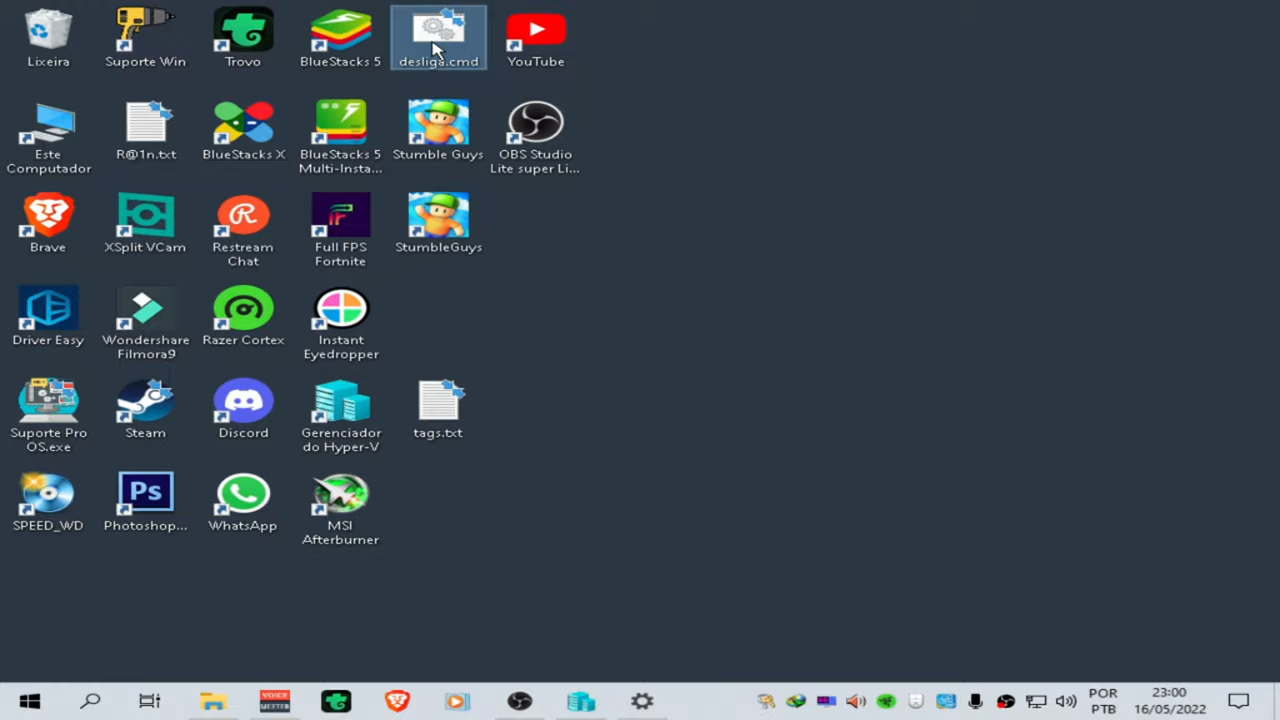 Lixeira
Suporte Win
Trovo
BlueStacks 5
desliga.cmd
YouTube
Este
Computador
R@1n.txt
BlueStacks X
BlueStacks 5
Multi-Insta...
Stumble Guys
OBS Studio
Lite super Li...
Brave
XSplit VCam
Restream
Chat
Full FPS
Fortnite
StumbleGuys
Driver Easy
Wondershare
Filmora9
Razer Cortex
Instant
Eyedropper
Suporte Pro
OS.exe
Steam
Discord
Gerenciador
do Hyper-V
tags.txt
SPEED_WD
Ps
Photoshop...
WhatsApp
MSI
Afterburner
VOICE
MEETER
POR
PTB
23:00
16/05/2022